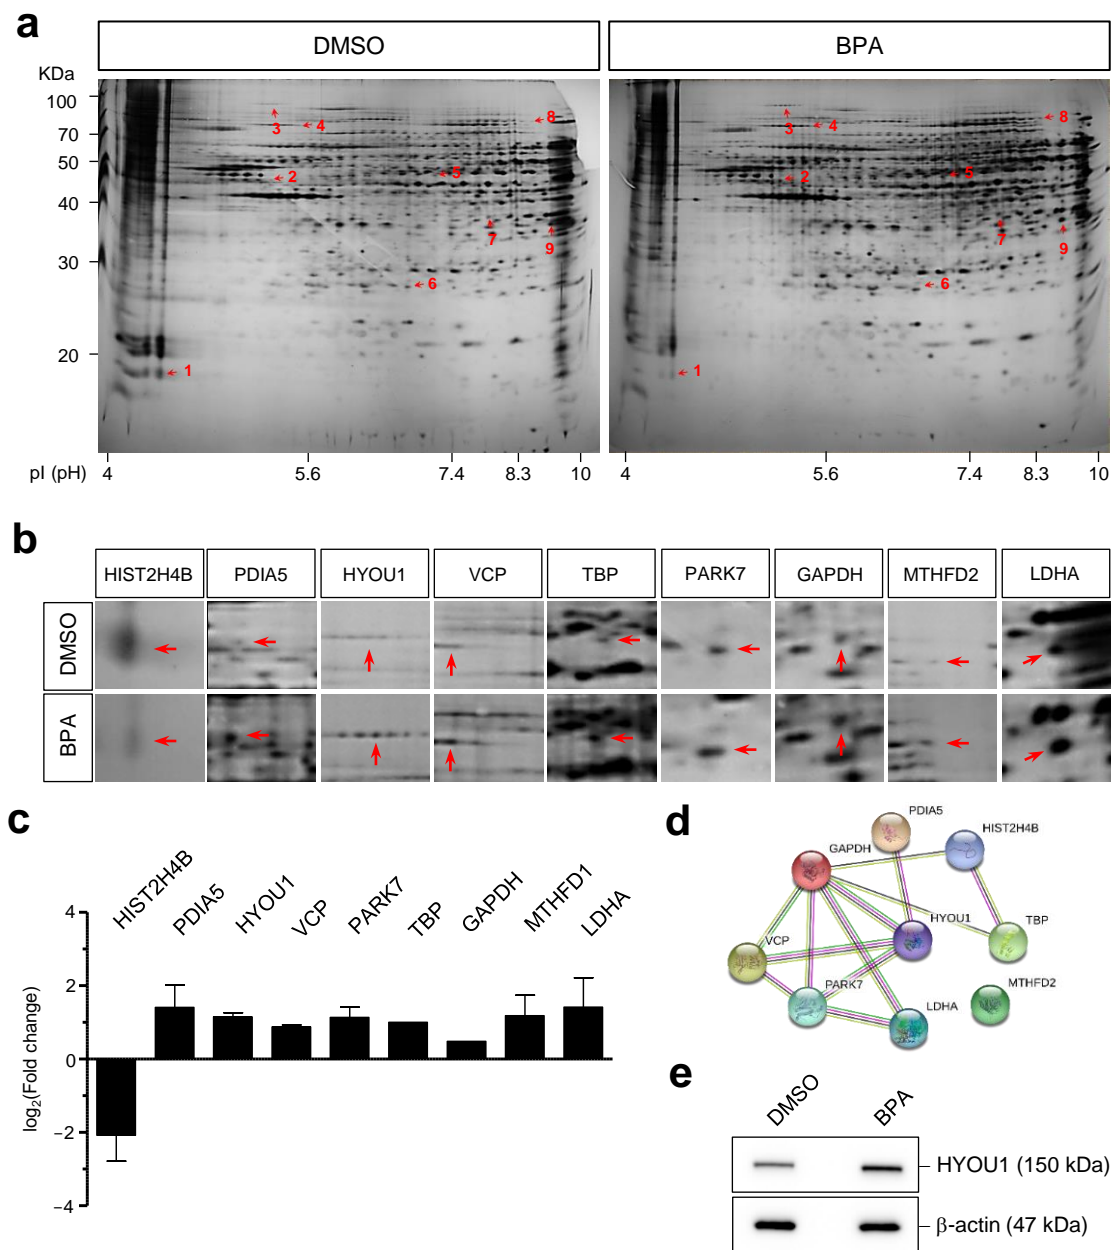 a
DMSO
BPA
KDa
100
70
50
40
30
20
3
4
8
2
5
7
9
6
1
3
4
8
2
5
7
9
6
1
pI (pH)
4
5.6
7.4
8.3
10
4
5.6
7.4
8.3
10
b
HIST2H4B
PDIA5
HYOU1
VCP
TBP
PARK7
GAPDH
MTHFD2
LDHA
DMSO
BPA
c
HIST2H4B
PDIA5
HYOU1
VCP
PARK7
TBP
GAPDH
MTHFD1
LDHA
log2(Fold change)
4
2
0
−2
−4
d
PDIA5
HIST2H4B
GAPDH
HYOU1
TBP
VCP
PARK7
MTHFD2
LDHA
e
DMSO
BPA
HYOU1 (150 kDa)
β-actin (47 kDa)